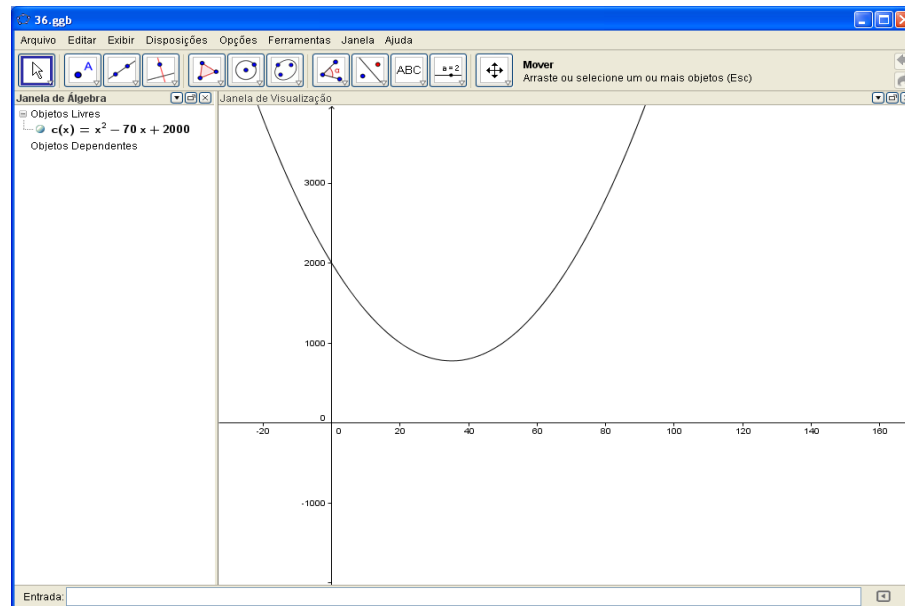 36.ggb
Arquivo Editar Exibir Disposições Opções Ferramentas Janela Ajuda
A
α
ABC
a=2
Mover
Arraste ou selecione um ou mais objetos (Esc)
Janela de Álgebra
Objetos Livres
c(x) = x² – 70 x + 2000
Objetos Dependentes
Janela de Visualização
3000
2000
1000
0
-20 0 20 40 60 80 100 120 140 160
-1000
Entrada: